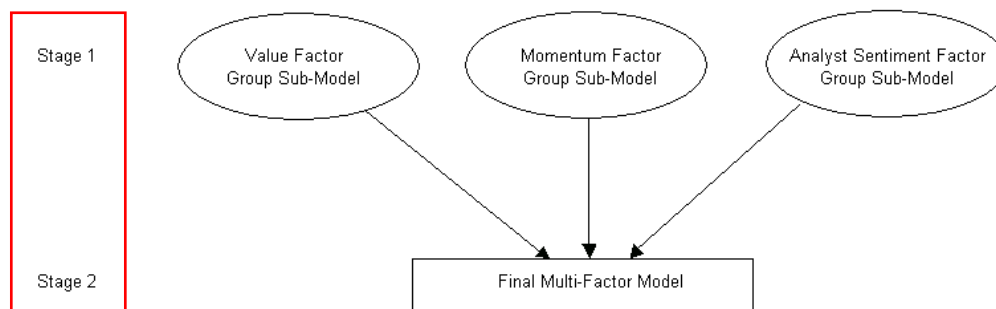 Stage 1
Value Factor
Group Sub-Model
Momentum Factor
Group Sub-Model
Analyst Sentiment Factor
Group Sub-Model
Stage 2
Final Multi-Factor Model